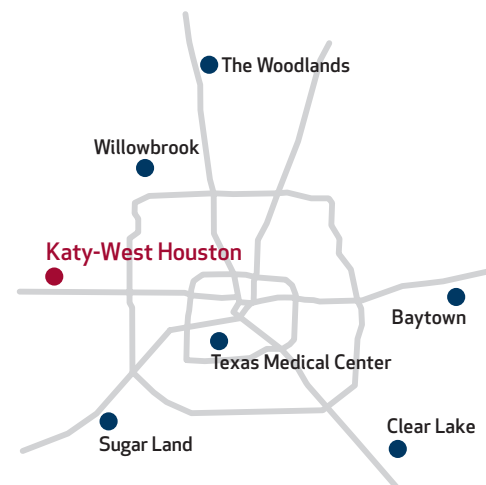 The Woodlands
Willowbrook
Katy-West Houston
Baytown
Texas Medical Center
Clear Lake
Sugar Land